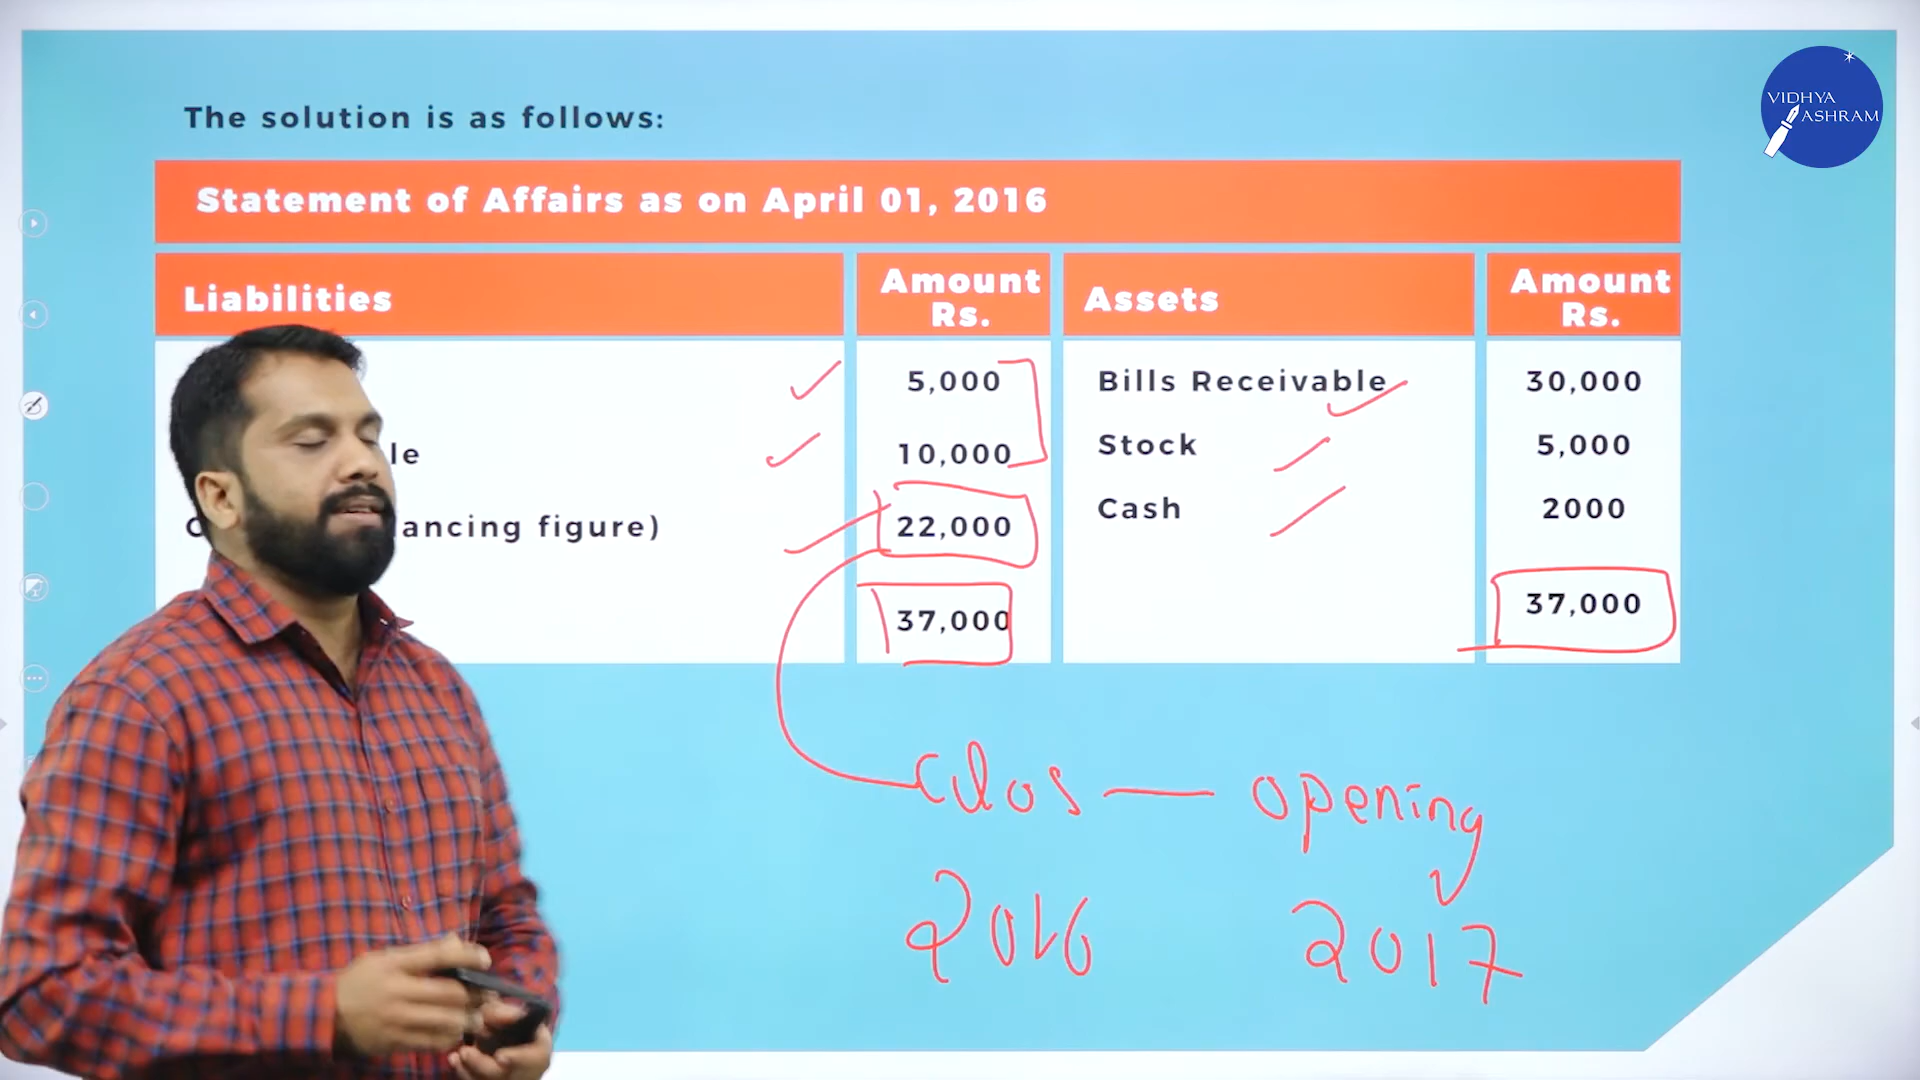 VIDHYA
ASHRAM
The solution is as follows:
Statement of Affairs as on April 01, 2016
Liabilities
Amount
Rs.
Assets
Amount
Rs.
5,000
Bills Receivable
30,000
le
10,000
Stock
5,000
ancing figure)
22,000
Cash
2000
37,000
37,000
clos — opening
2016
2017